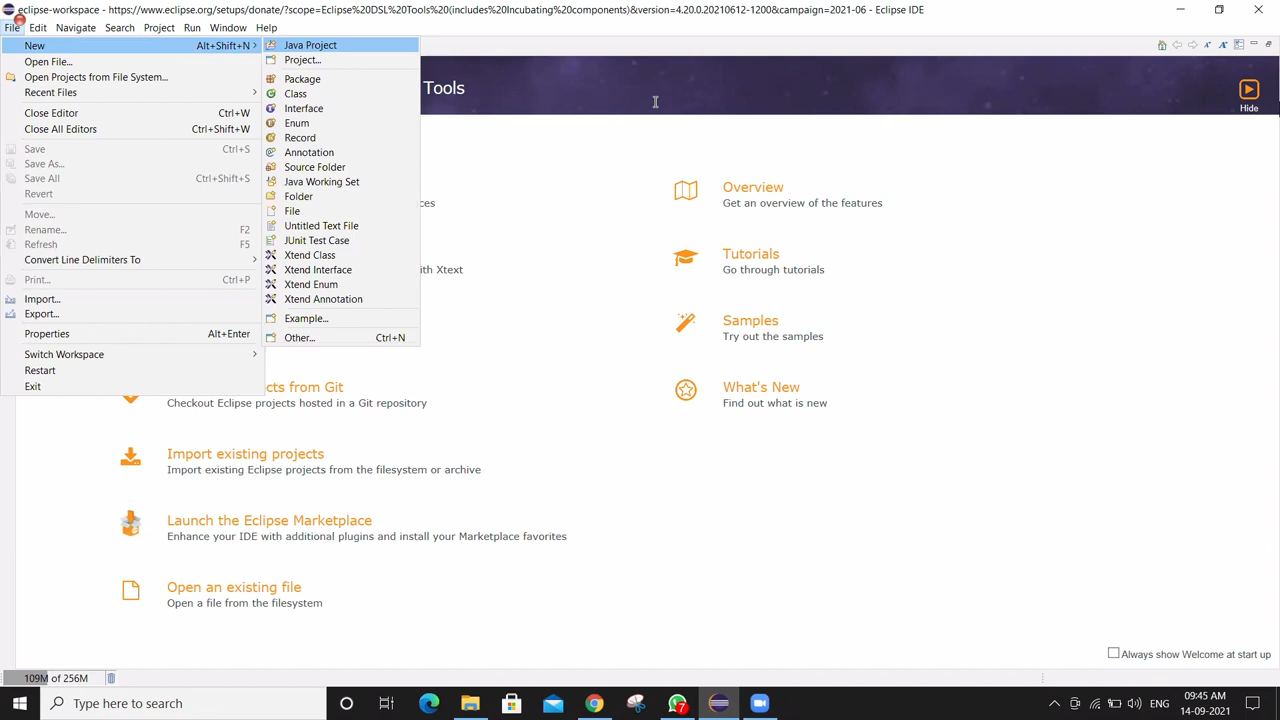 eclipse-workspace - https://www.eclipse.org/setups/donate/?scope=Eclipse%20DSL%20Tools%20(includes%20Incubating%20components)&version=4.20.0.20210612-1200&campaign=2021-06 - Eclipse IDE
File Edit Navigate Search Project Run Window Help
New Alt+Shift+N
Open File...
Open Projects from File System...
Recent Files
Close Editor Ctrl+W
Close All Editors Ctrl+Shift+W
Save Ctrl+S
Save As...
Save All Ctrl+Shift+S
Revert
Move...
Rename... F2
Refresh F5
Convert Line Delimiters To
Print... Ctrl+P
Import...
Export...
Properties Alt+Enter
Switch Workspace
Restart
Exit
Java Project
Project...
Package
Class
Interface
Enum
Record
Annotation
Source Folder
Java Working Set
Folder
File
Untitled Text File
JUnit Test Case
Xtend Class
Xtend Interface
Xtend Enum
Xtend Annotation
Example...
Other... Ctrl+N
Tools
Hide
ces
ith Xtext
cts from Git
Checkout Eclipse projects hosted in a Git repository
Import existing projects
Import existing Eclipse projects from the filesystem or archive
Launch the Eclipse Marketplace
Enhance your IDE with additional plugins and install your Marketplace favorites
Open an existing file
Open a file from the filesystem
Overview
Get an overview of the features
Tutorials
Go through tutorials
Samples
Try out the samples
What's New
Find out what is new
Always show Welcome at start up
109M of 256M
Type here to search
7
ENG
09:45 AM
14-09-2021